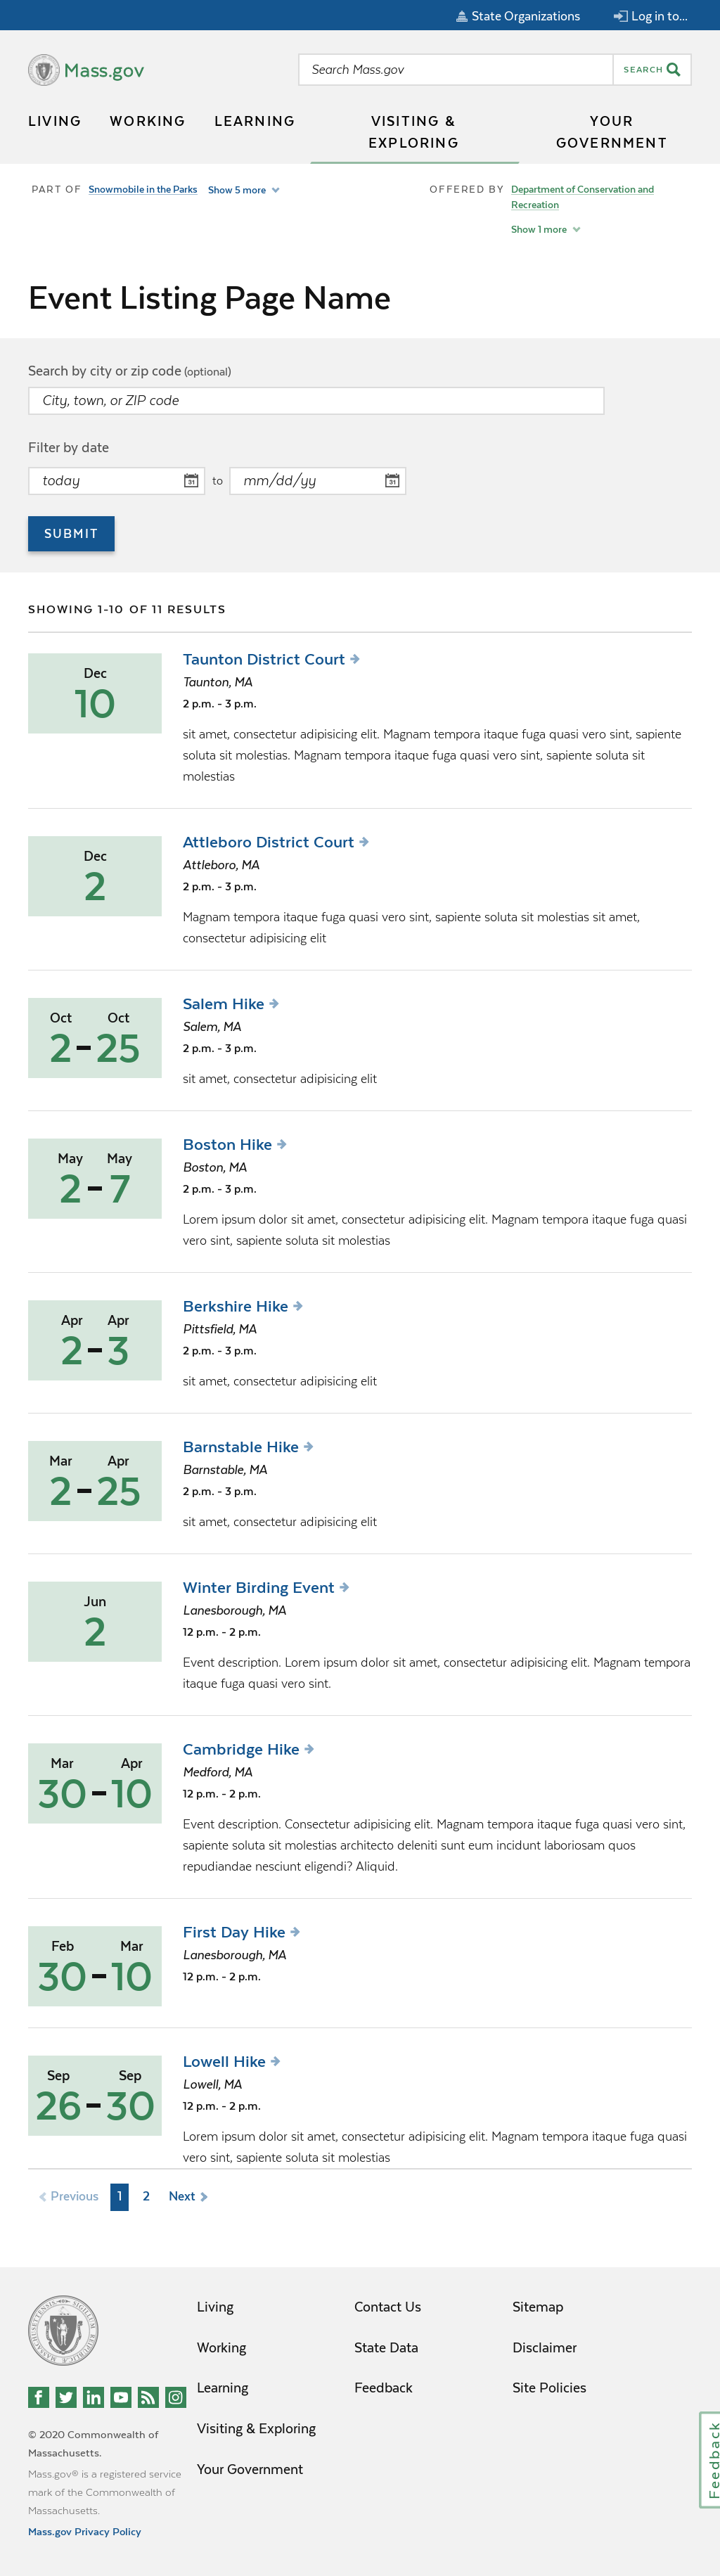 State Organizations
Log in to...
Mass.gov
Search Mass.gov
SEARCH
LIVING
WORKING
LEARNING
VISITING &
EXPLORING
YOUR
GOVERNMENT
PART OF
Snowmobile in the Parks
Show 5 more
OFFERED BY
Department of Conservation and
Recreation
Show 1 more
Event Listing Page Name
Search by city or zip code (optional)
City, town, or ZIP code
Filter by date
today
31
to
mm/dd/yy
31
SUBMIT
SHOWING 1-10 OF 11 RESULTS
Dec
10
Taunton District Court
Taunton, MA
2 p.m. - 3 p.m.
sit amet, consectetur adipisicing elit. Magnam tempora itaque fuga quasi vero sint, sapiente
soluta sit molestias. Magnam tempora itaque fuga quasi vero sint, sapiente soluta sit
molestias
Dec
2
Attleboro District Court
Attleboro, MA
2 p.m. - 3 p.m.
Magnam tempora itaque fuga quasi vero sint, sapiente soluta sit molestias sit amet,
consectetur adipisicing elit
Oct Oct
2-25
Salem Hike
Salem, MA
2 p.m. - 3 p.m.
sit amet, consectetur adipisicing elit
May May
2-7
Boston Hike
Boston, MA
2 p.m. - 3 p.m.
Lorem ipsum dolor sit amet, consectetur adipisicing elit. Magnam tempora itaque fuga quasi
vero sint, sapiente soluta sit molestias
Apr Apr
2-3
Berkshire Hike
Pittsfield, MA
2 p.m. - 3 p.m.
sit amet, consectetur adipisicing elit
Mar Apr
2-25
Barnstable Hike
Barnstable, MA
2 p.m. - 3 p.m.
sit amet, consectetur adipisicing elit
Jun
2
Winter Birding Event
Lanesborough, MA
12 p.m. - 2 p.m.
Event description. Lorem ipsum dolor sit amet, consectetur adipisicing elit. Magnam tempora
itaque fuga quasi vero sint.
Mar Apr
30-10
Cambridge Hike
Medford, MA
12 p.m. - 2 p.m.
Event description. Consectetur adipisicing elit. Magnam tempora itaque fuga quasi vero sint,
sapiente soluta sit molestias architecto deleniti sunt eum incidunt laboriosam quos
repudiandae nesciunt eligendi? Aliquid.
Feb Mar
30-10
First Day Hike
Lanesborough, MA
12 p.m. - 2 p.m.
Sep Sep
26-30
Lowell Hike
Lowell, MA
12 p.m. - 2 p.m.
Lorem ipsum dolor sit amet, consectetur adipisicing elit. Magnam tempora itaque fuga quasi
vero sint, sapiente soluta sit molestias
Previous
1
2
Next
Living
Working
Learning
Visiting & Exploring
Your Government
Contact Us
State Data
Feedback
Sitemap
Disclaimer
Site Policies
© 2020 Commonwealth of
Massachusetts.
Mass.gov® is a registered service
mark of the Commonwealth of
Massachusetts.
Mass.gov Privacy Policy
Feedback